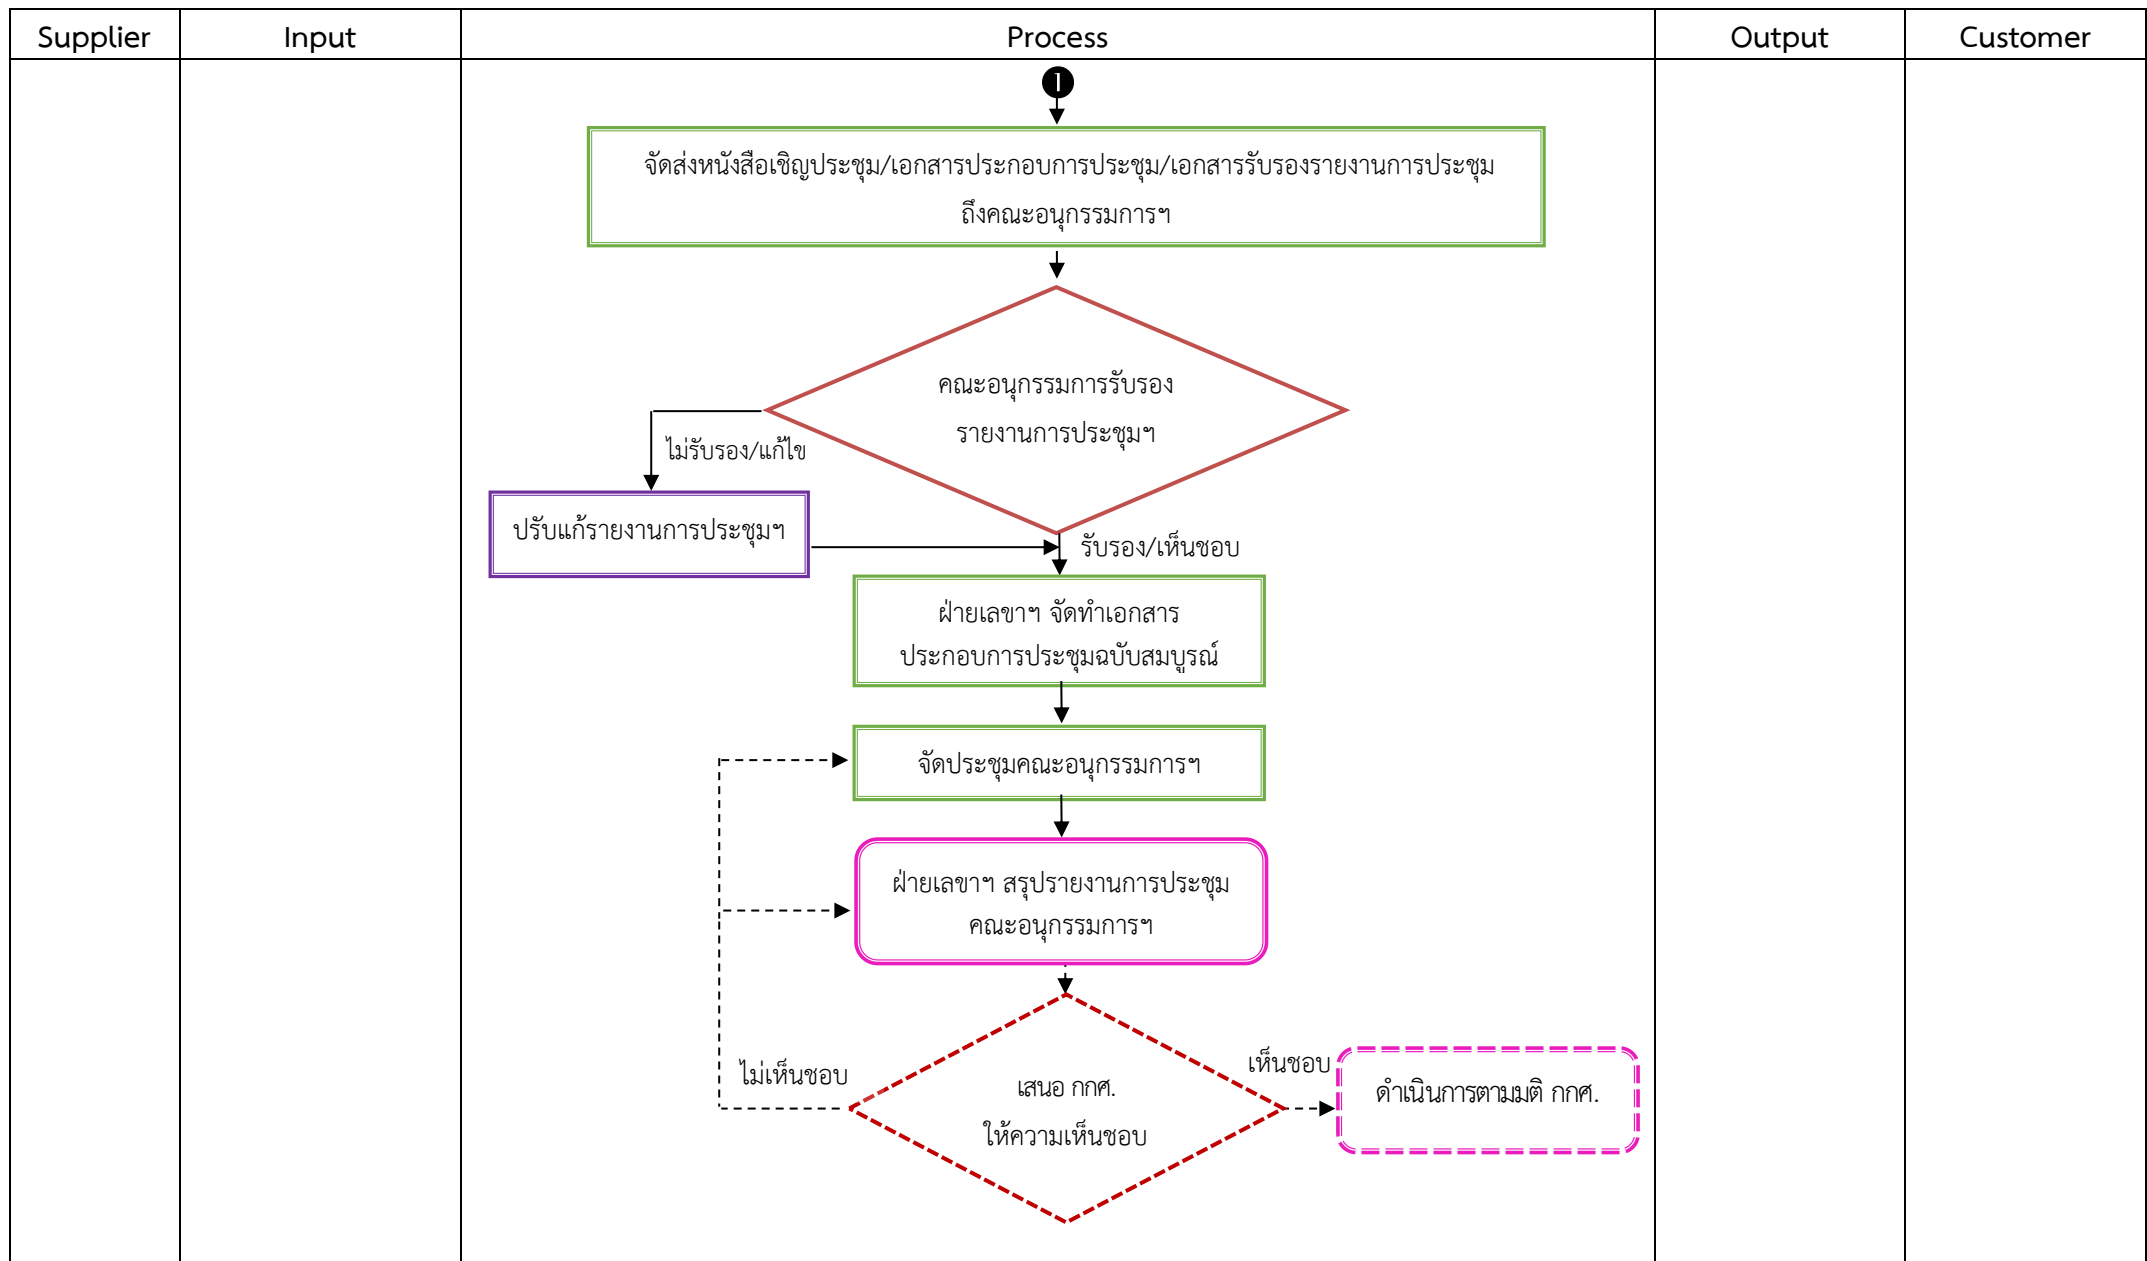 Supplier
Input
Process
Output
Customer
1
จัดส่งหนังสือเชิญประชุม/เอกสารประกอบการประชุม/เอกสารรับรองรายงานการประชุม
ถึงคณะอนุกรรมการฯ
คณะอนุกรรมการรับรอง
รายงานการประชุมฯ
ไม่รับรอง/แก้ไข
ปรับแก้รายงานการประชุมฯ
รับรอง/เห็นชอบ
ฝ่ายเลขาฯ จัดทำเอกสาร
ประกอบการประชุมฉบับสมบูรณ์
จัดประชุมคณะอนุกรรมการฯ
ฝ่ายเลขาฯ สรุปรายงานการประชุม
คณะอนุกรรมการฯ
ไม่เห็นชอบ
เสนอ กกศ.
ให้ความเห็นชอบ
เห็นชอบ
ดำเนินการตามมติ กกศ.